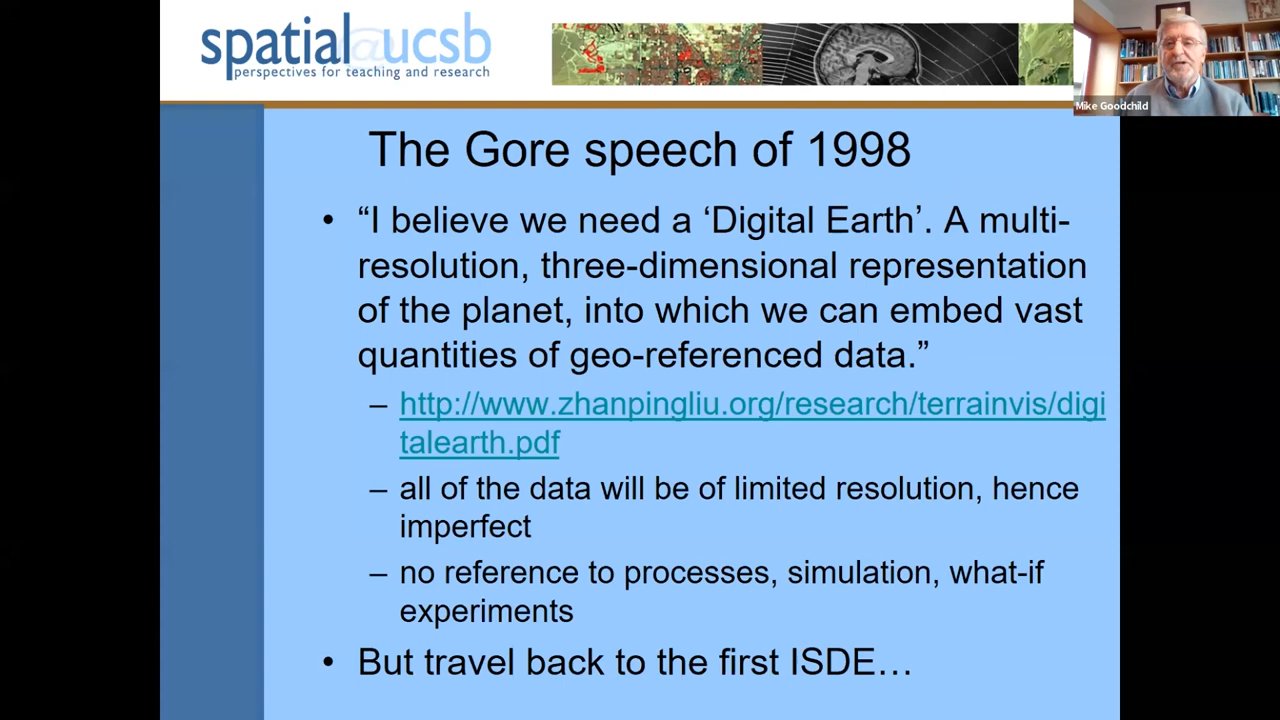 spatial@ucsb
perspectives for teaching and research
Mike Goodchild
The Gore speech of 1998
• “I believe we need a ‘Digital Earth’. A multi-
resolution, three-dimensional representation
of the planet, into which we can embed vast
quantities of geo-referenced data.”
– http://www.zhanpingliu.org/research/terrainvis/digi
talearth.pdf
– all of the data will be of limited resolution, hence
imperfect
– no reference to processes, simulation, what-if
experiments
• But travel back to the first ISDE…